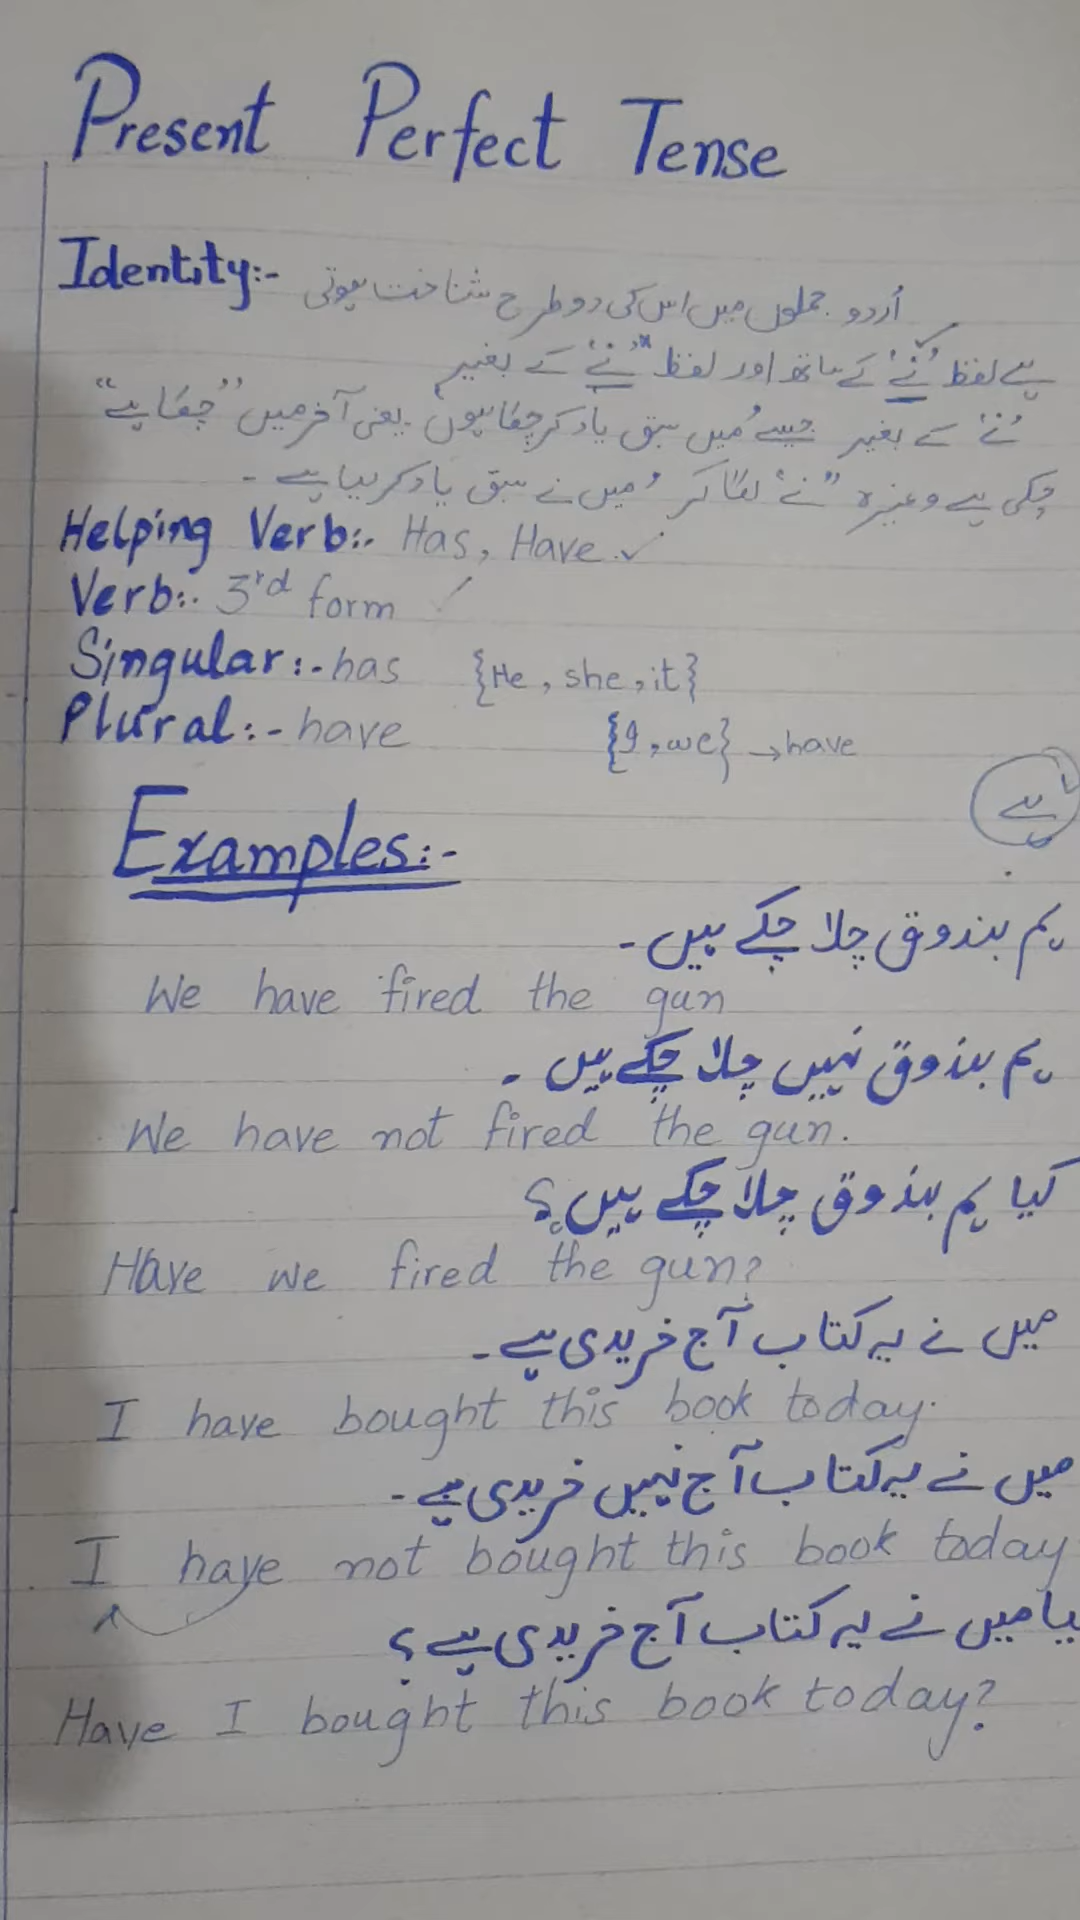 Present Perfect Tense
Identity:- اُردو جملوں میں اس کی دو طرح شناخت ہوتی
ہے لفظ "نے" کے ساتھ اور لفظ "نے" کے بغیر
"نے" کے بغیر جیسے میں سبق یاد کر چکا ہوں یعنی آخر میں "چکا ہے"
چکی ہے وغیرہ "نے" لگا کر میں نے سبق یاد کر لیا ہے ۔
Helping Verb:- Has, Have ✓
Verb:- 3rd form ✓
Singular:- has {He, she, it}
Plural:- have {I, we} → have
ہے
Examples:-
ہم بندوق چلا چکے ہیں ۔
We have fired the gun
ہم بندوق نہیں چلا چکے ہیں ۔
We have not fired the gun.
کیا ہم بندوق چلا چکے ہیں؟
Have we fired the gun?
میں نے یہ کتاب آج خریدی ہے ۔
I have bought this book today.
میں نے یہ کتاب آج نہیں خریدی ہے ۔
I have not bought this book today
یا میں نے یہ کتاب آج خریدی ہے ؟
Have I bought this book today?